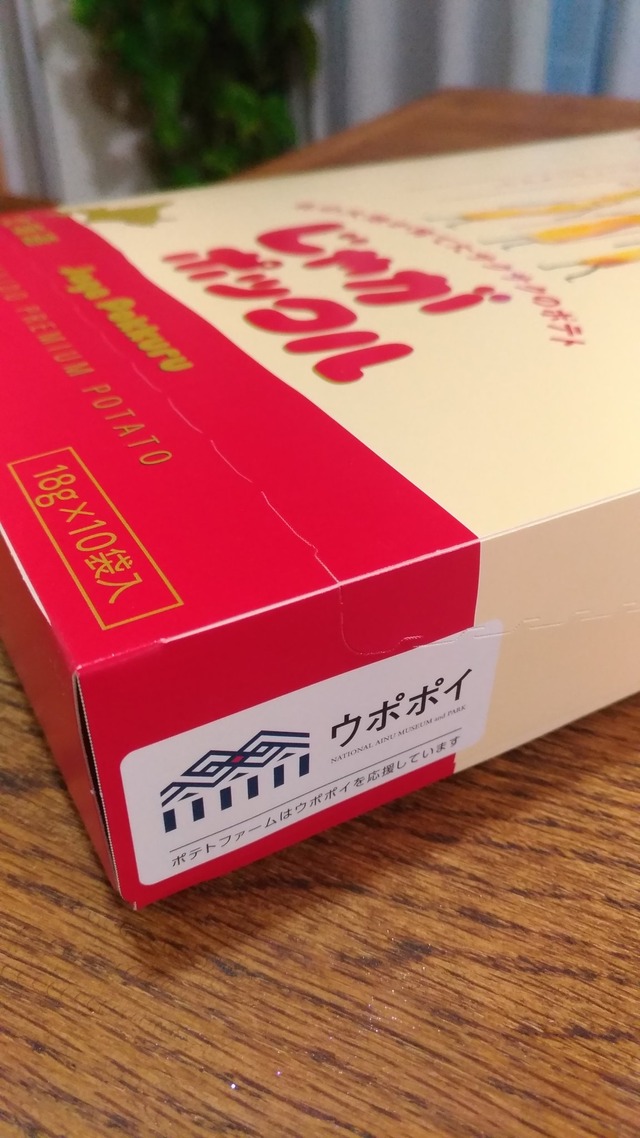 じゃが
ポックル
Jaga Pokkuru
PREMIUM POTATO
18g×10袋入
ウポポイ
NATIONAL AINU MUSEUM and PARK
ポテトファームはウポポイを応援しています